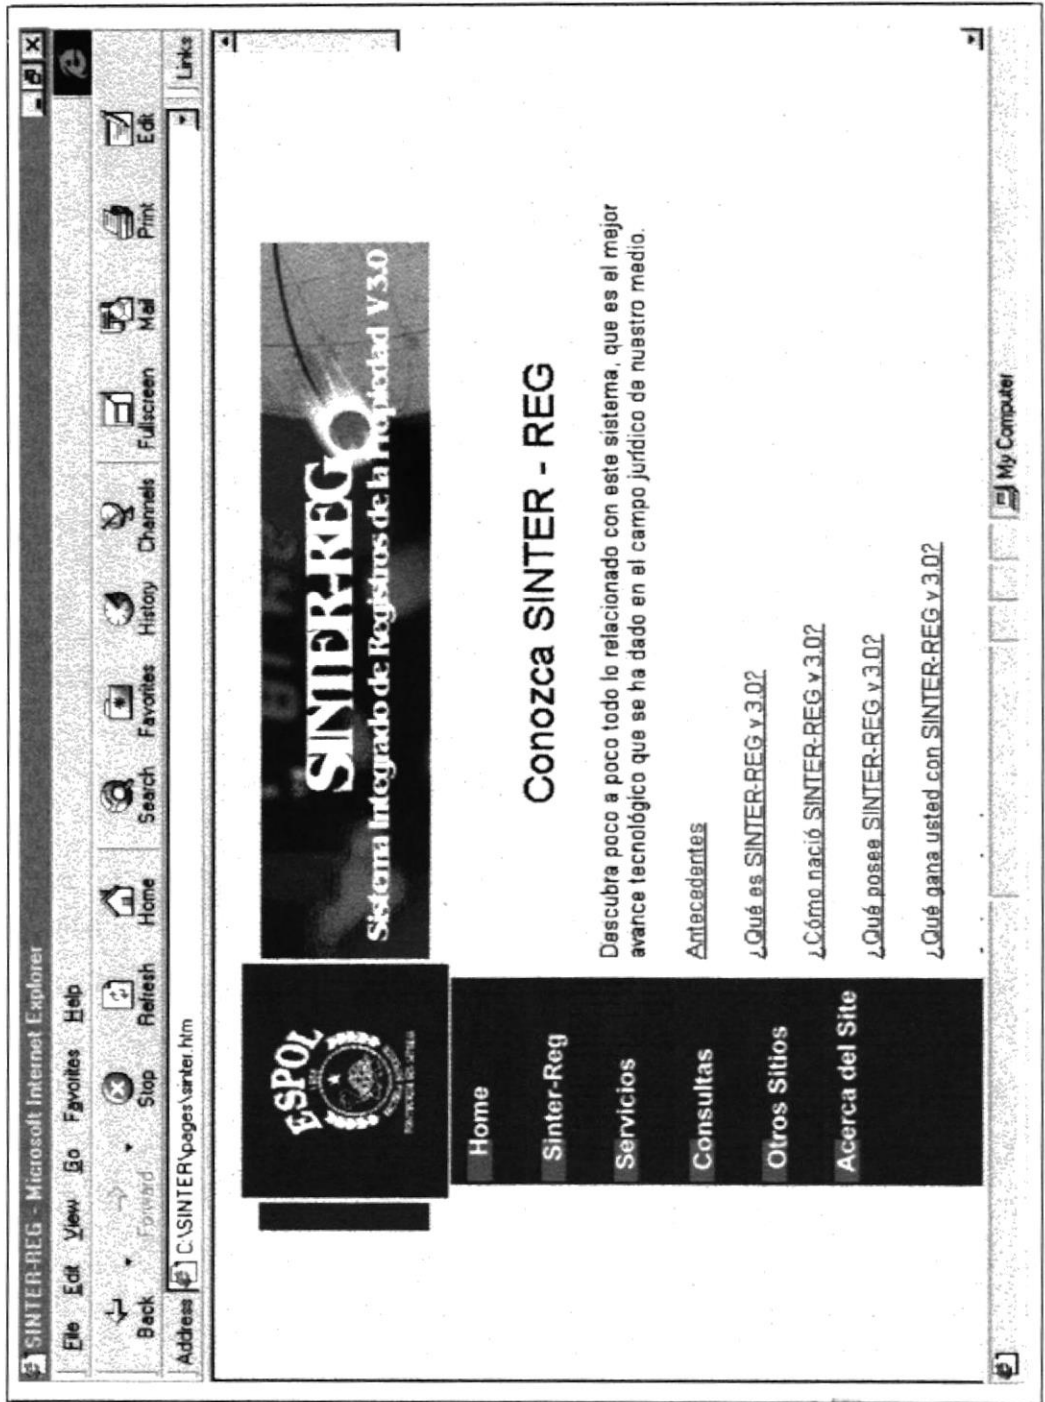 SINTER-REG - Microsoft Internet Explorer
File Edit View Go Favorites Help
Back Forward Stop Refresh Home Search Favorites History Channels Fullscreen Mail Print Edit
Address C:\SINTER\pages\sinter.htm Links
ESPOL
SINTER-REG
Sistema Integrado de Registros de la Propiedad V 3.0
Home
Sinter-Reg
Servicios
Consultas
Otros Sitios
Acerca del Site
Conozca SINTER - REG
Descubra poco a poco todo lo relacionado con este sistema, que es el mejor
avance tecnológico que se ha dado en el campo jurídico de nuestro medio.
Antecedentes
¿Qué es SINTER-REG v 3.0?
¿Cómo nació SINTER-REG v 3.0?
¿Qué posee SINTER-REG v 3.0?
¿Qué gana usted con SINTER-REG v 3.0?
My Computer